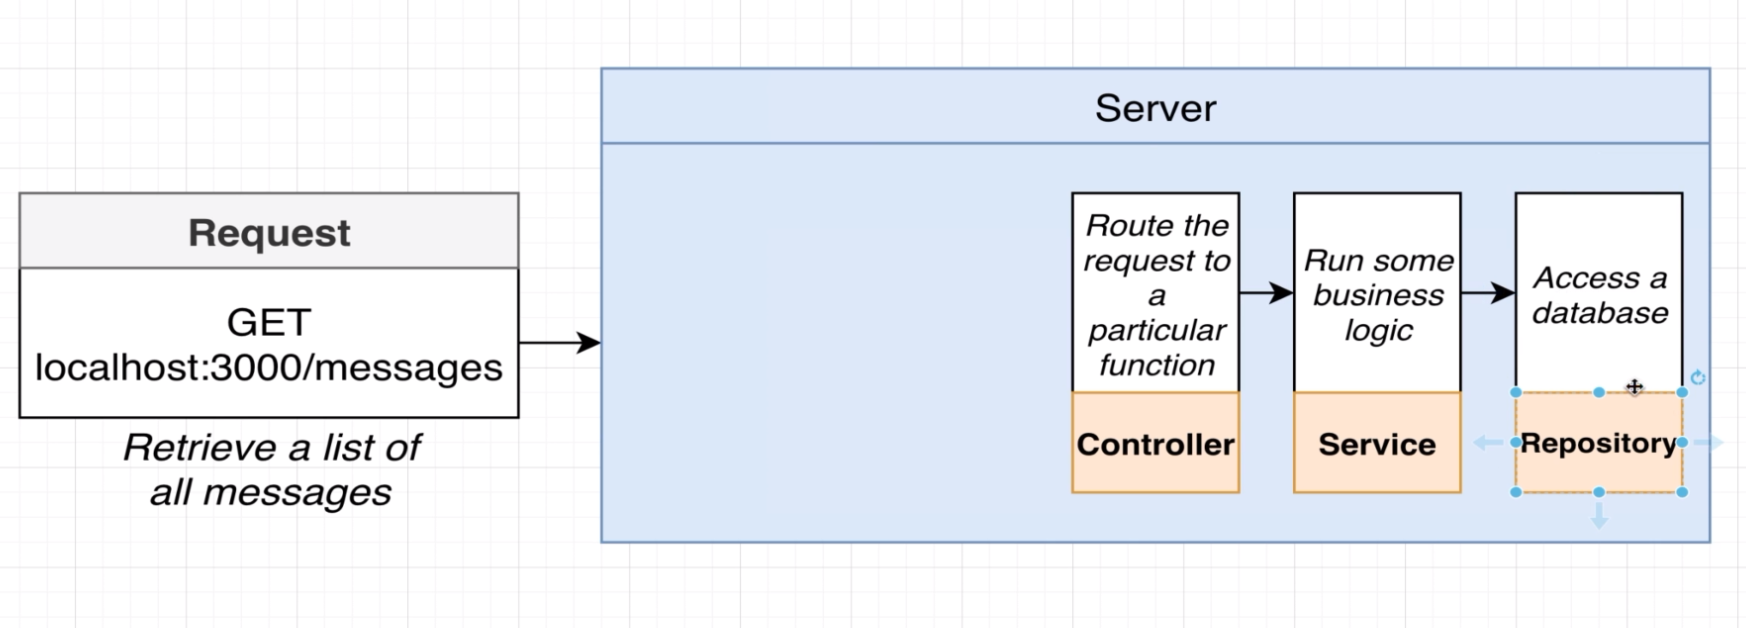 Server
Request
GET
localhost:3000/messages
Retrieve a list of
all messages
Route the
request to
a
particular
function
Controller
Run some
business
logic
Service
Access a
database
Repository